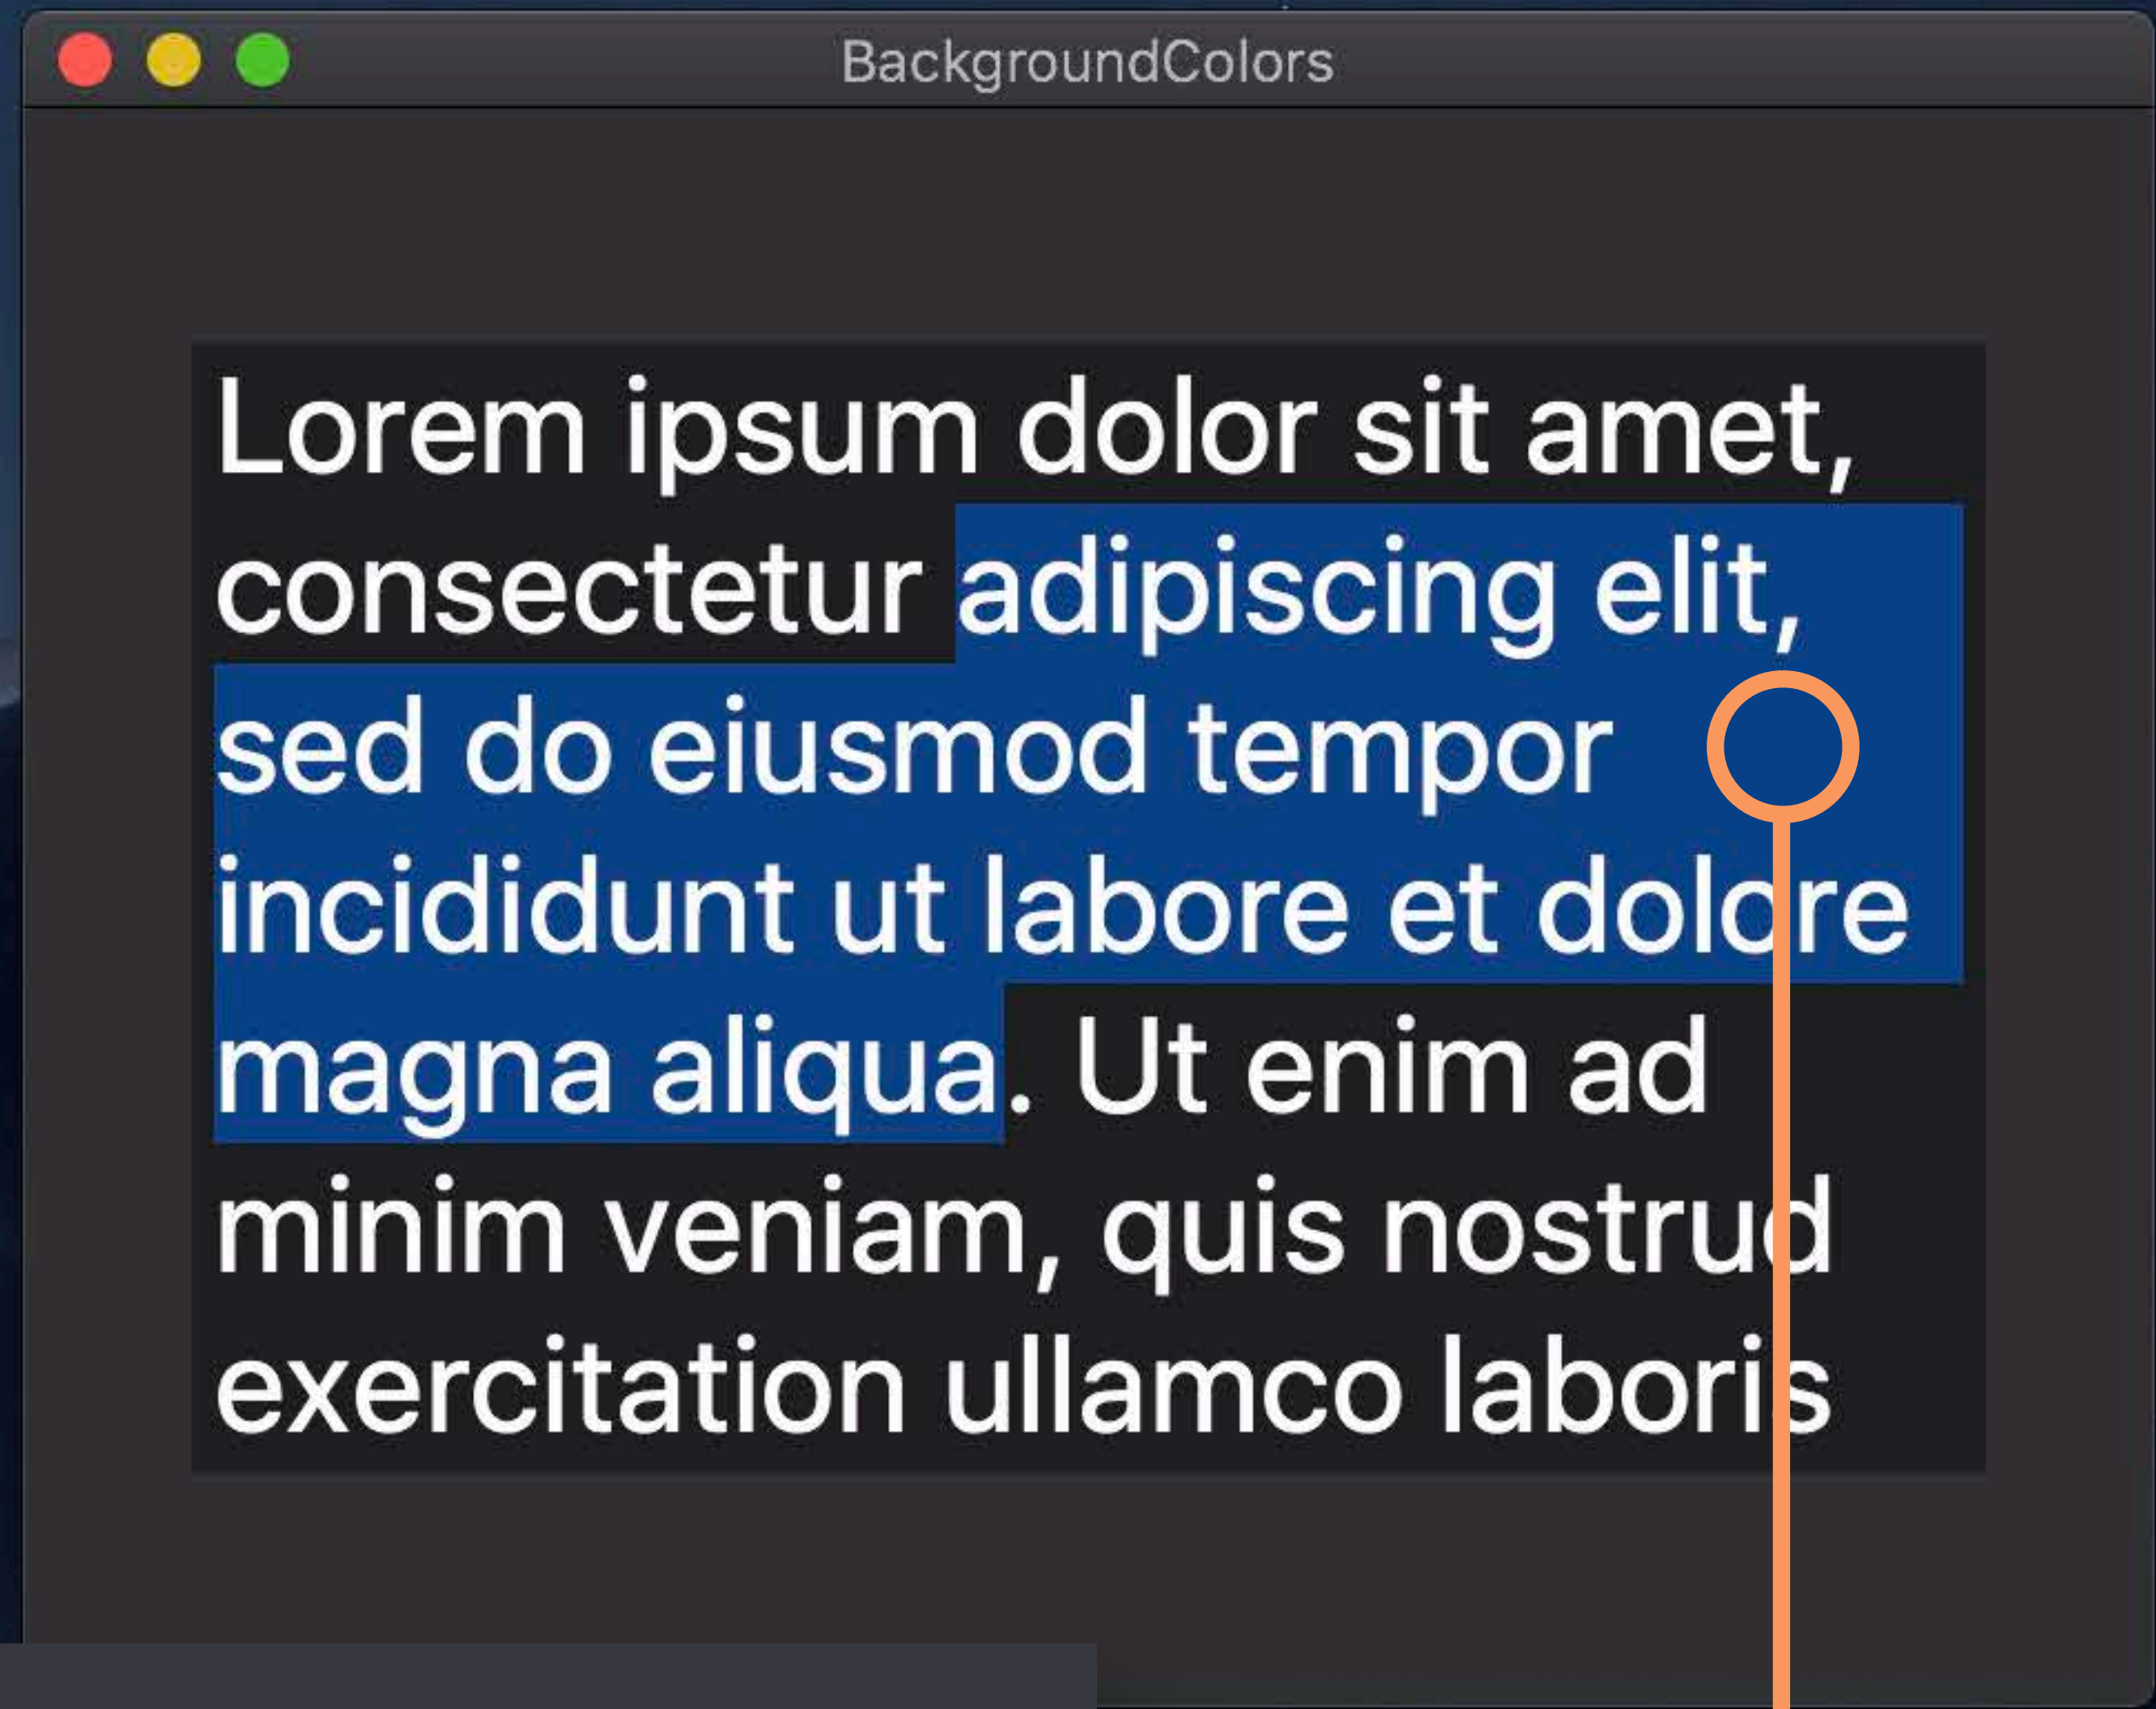 BackgroundColors
Lorem ipsum dolor sit amet,
consectetur adipiscing elit,
sed do eiusmod tempor
incididunt ut labore et dolore
magna aliqua. Ut enim ad
minim veniam, quis nostrud
exercitation ullamco laboris